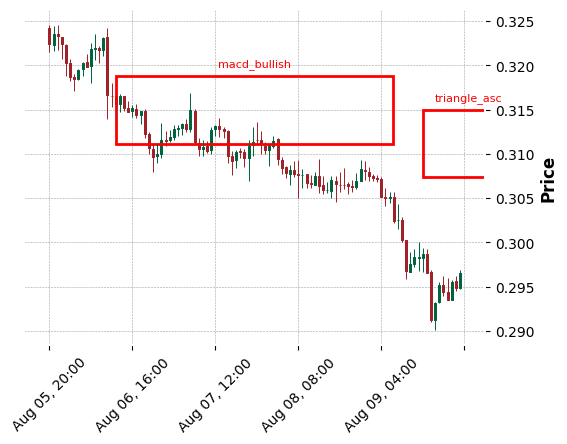 macd_bullish
triangle_asc
0.325
0.320
0.315
0.310
0.305
0.300
0.295
0.290
Price
Aug 05, 20:00
Aug 06, 16:00
Aug 07, 12:00
Aug 08, 08:00
Aug 09, 04:00